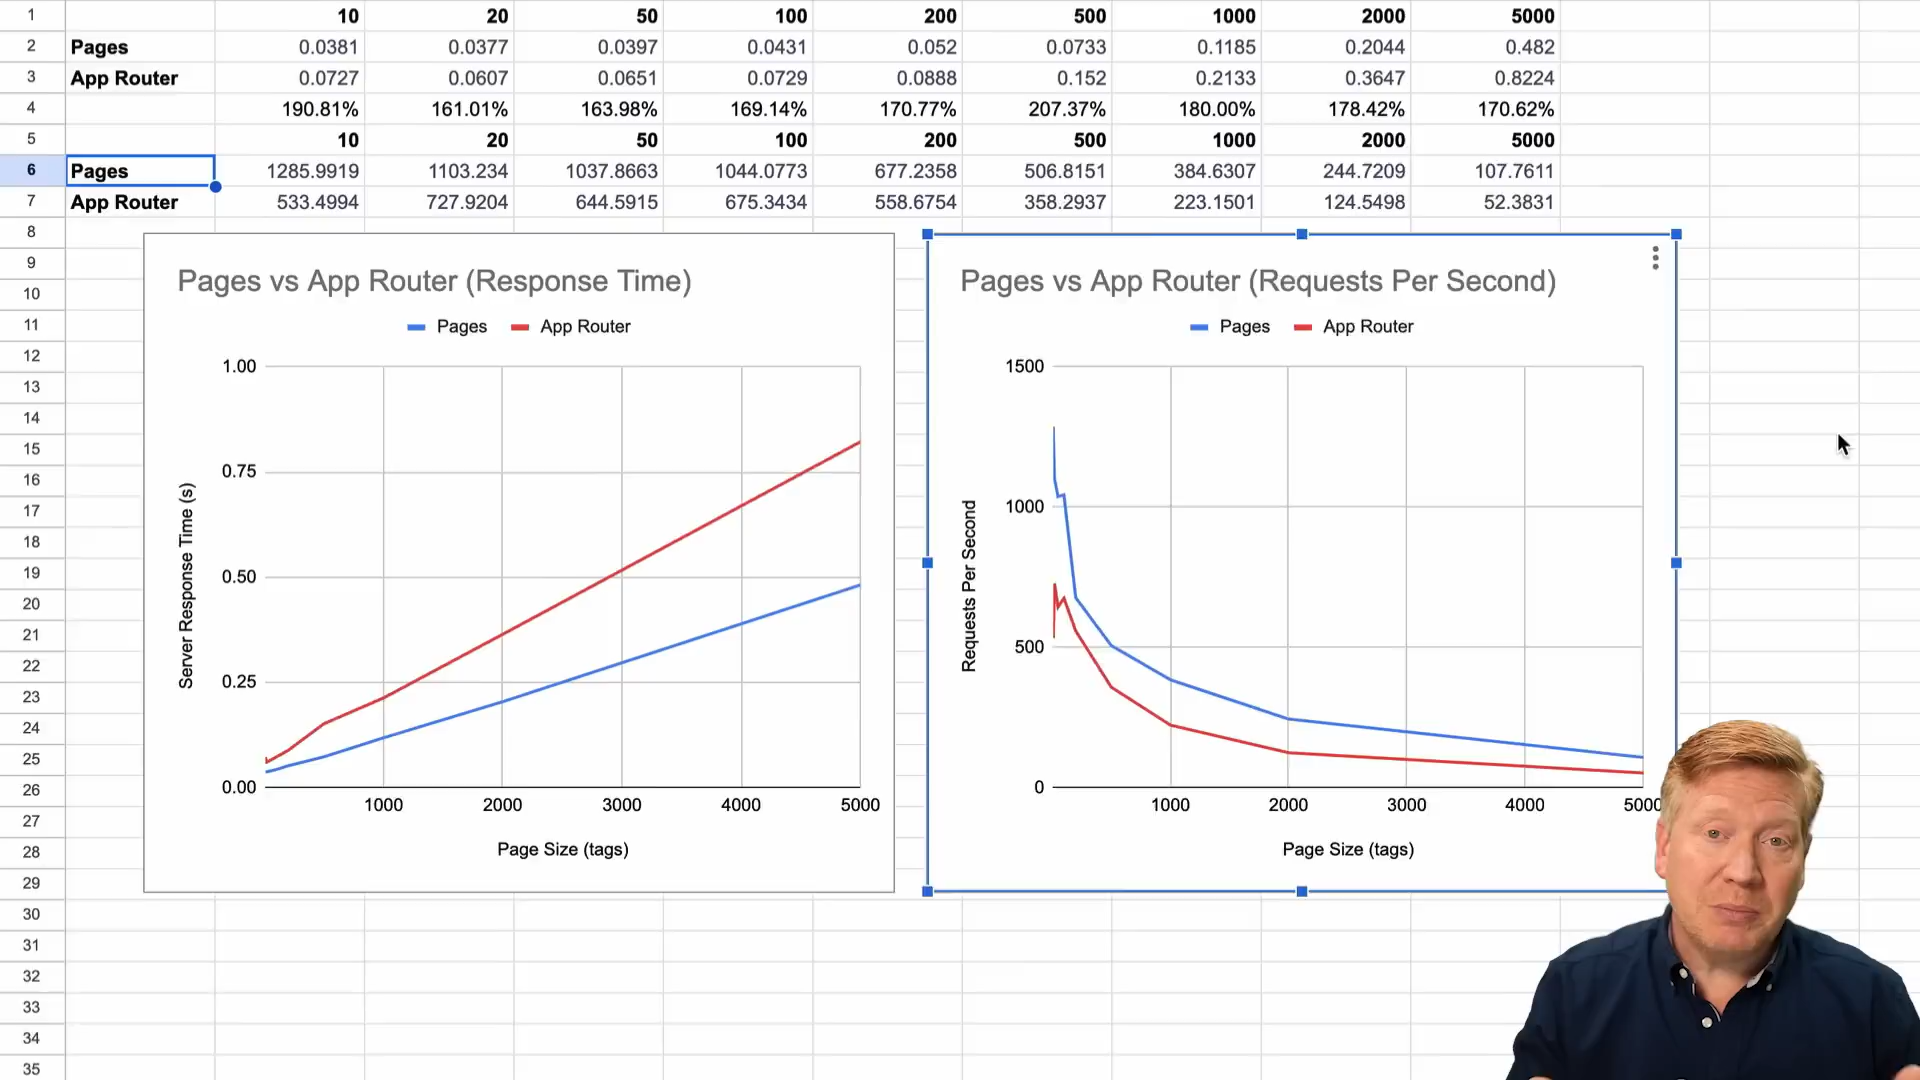 1 10 20 50 100 200 500 1000 2000 5000
2 Pages 0.0381 0.0377 0.0397 0.0431 0.052 0.0733 0.1185 0.2044 0.482
3 App Router 0.0727 0.0607 0.0651 0.0729 0.0888 0.152 0.2133 0.3647 0.8224
4 190.81% 161.01% 163.98% 169.14% 170.77% 207.37% 180.00% 178.42% 170.62%
5 10 20 50 100 200 500 1000 2000 5000
6 Pages 1285.9919 1103.234 1037.8663 1044.0773 677.2358 506.8151 384.6307 244.7209 107.7611
7 App Router 533.4994 727.9204 644.5915 675.3434 558.6754 358.2937 223.1501 124.5498 52.3831
8
9
10
11
12
13
14
15
16
17
18
19
20
21
22
23
24
25
26
27
28
29
30
31
32
33
34
35
Pages vs App Router (Response Time)
Pages App Router
Server Response Time (s)
1.00
0.75
0.50
0.25
0.00
1000 2000 3000 4000 5000
Page Size (tags)
Pages vs App Router (Requests Per Second)
Pages App Router
Requests Per Second
1500
1000
500
0
1000 2000 3000 4000 5000
Page Size (tags)